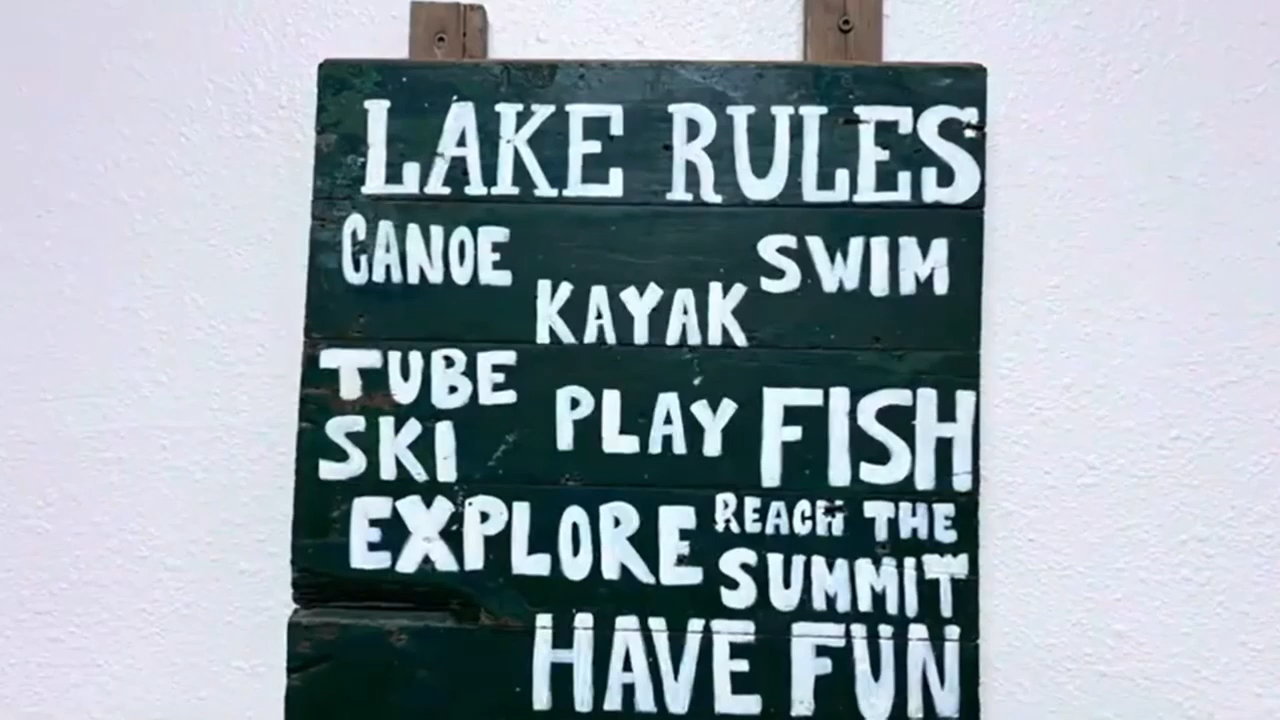 LAKE RULES
CANOE
SWIM
KAYAK
TUBE
PLAY
FISH
SKI
EXPLORE
REACH THE
SUMMIT
HAVE FUN